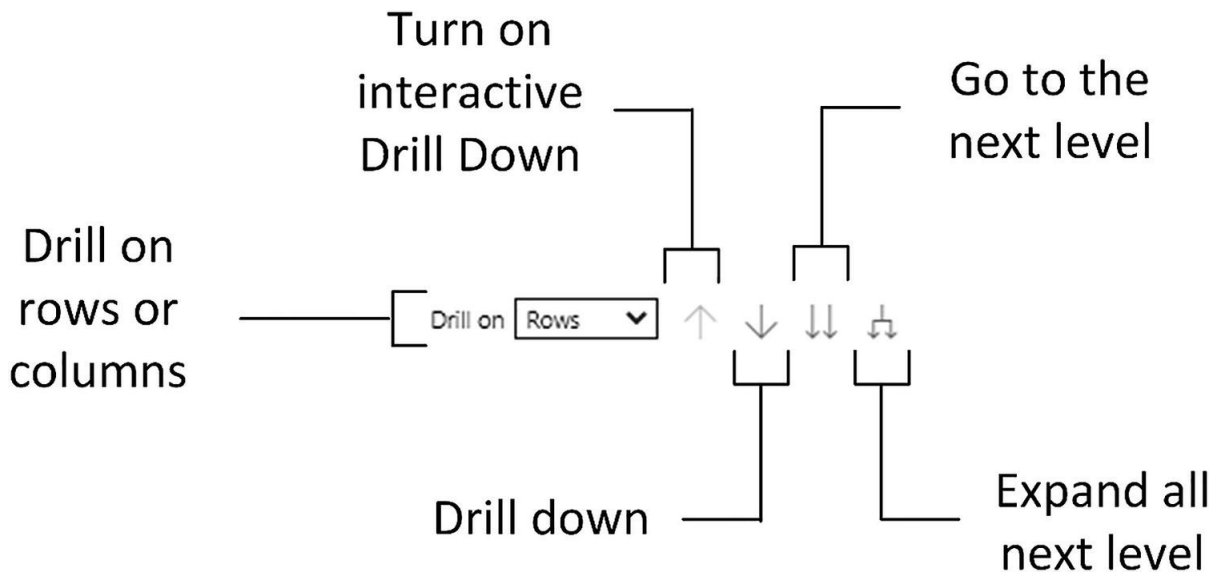 Turn on
interactive
Drill Down
Go to the
next level
Drill on
rows or
columns
Drill on Rows
Drill down
Expand all
next level